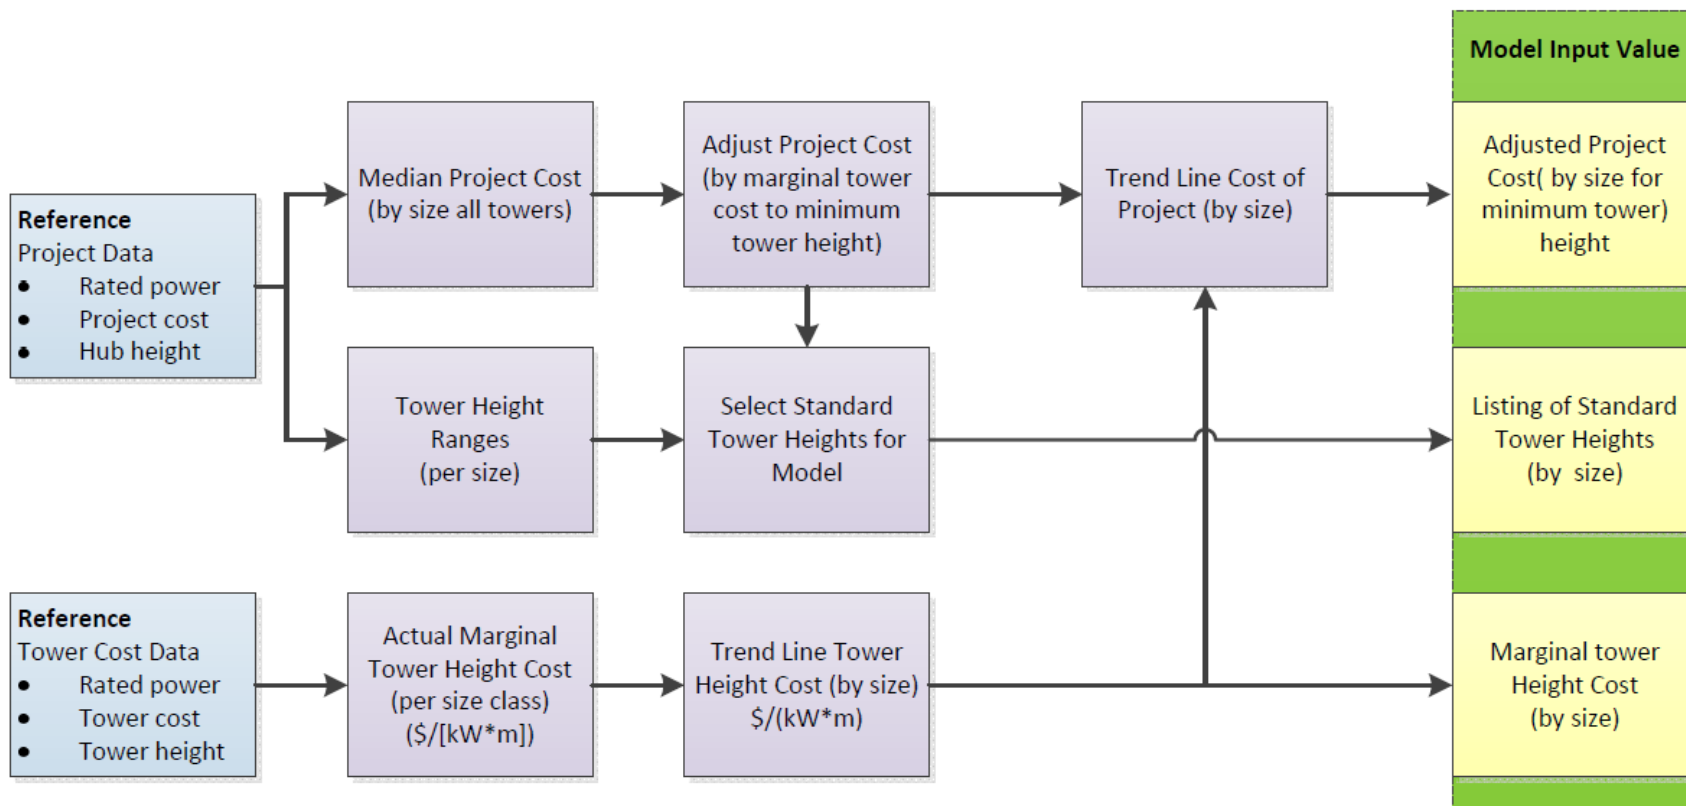 Model Input Value
Reference
Project Data
• Rated power
• Project cost
• Hub height
Median Project Cost
(by size all towers)
Adjust Project Cost
(by marginal tower
cost to minimum
tower height)
Trend Line Cost of
Project (by size)
Adjusted Project
Cost( by size for
minimum tower)
height
Tower Height
Ranges
(per size)
Select Standard
Tower Heights for
Model
Listing of Standard
Tower Heights
(by size)
Reference
Tower Cost Data
• Rated power
• Tower cost
• Tower height
Actual Marginal
Tower Height Cost
(per size class)
($/[kW*m])
Trend Line Tower
Height Cost (by size)
$/(kW*m)
Marginal tower
Height Cost
(by size)